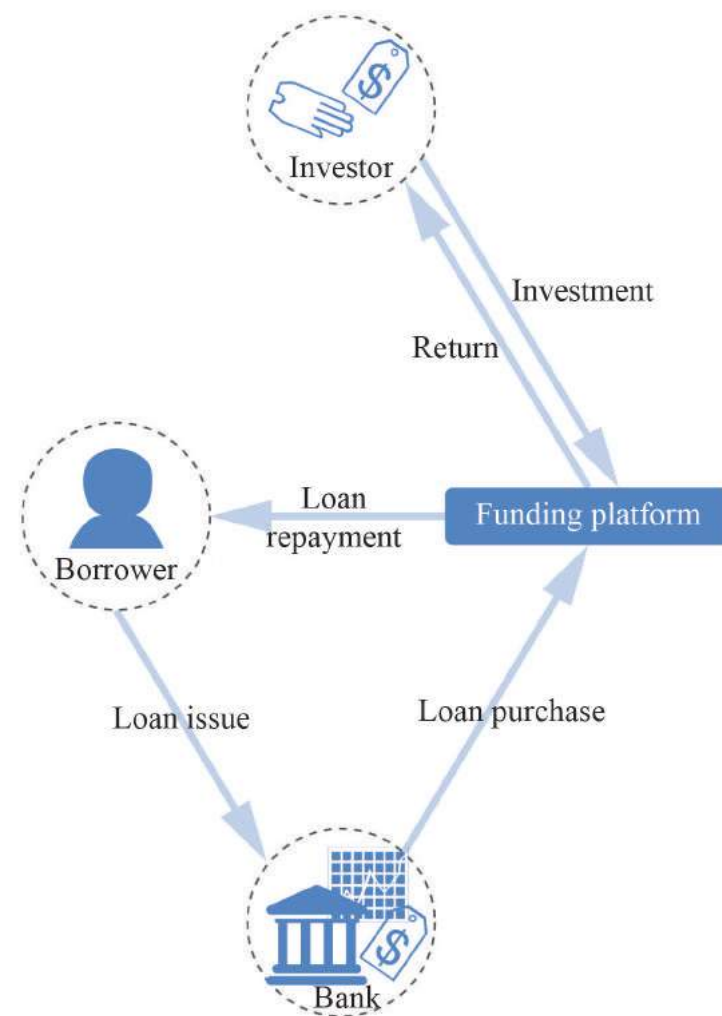 $
Investor
Investment
Return
Loan
repayment
Funding platform
Borrower
Loan issue
Loan purchase
$
Bank